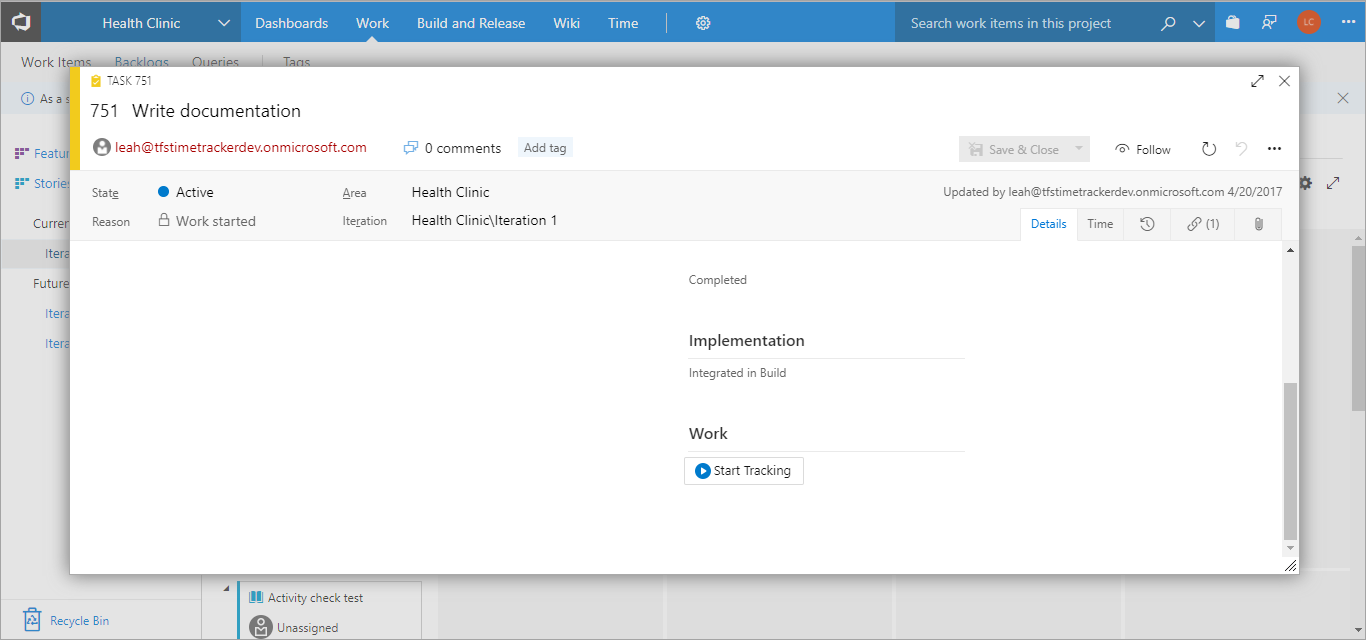 Health Clinic
Dashboards
Work
Build and Release
Wiki
Time
Search work items in this project
LC
Work Items
Backlogs
Queries
Tags
As a s
TASK 751
751 Write documentation
leah@tfstimetrackerdev.onmicrosoft.com
0 comments
Add tag
Save & Close
Follow
Featur
Stories
State
Active
Area
Health Clinic
Updated by leah@tfstimetrackerdev.onmicrosoft.com 4/20/2017
Reason
Work started
Iteration
Health Clinic\Iteration 1
Details
Time
(1)
Curren
Itera
Future
Itera
Itera
Completed
Implementation
Integrated in Build
Work
Start Tracking
Activity check test
Unassigned
Recycle Bin